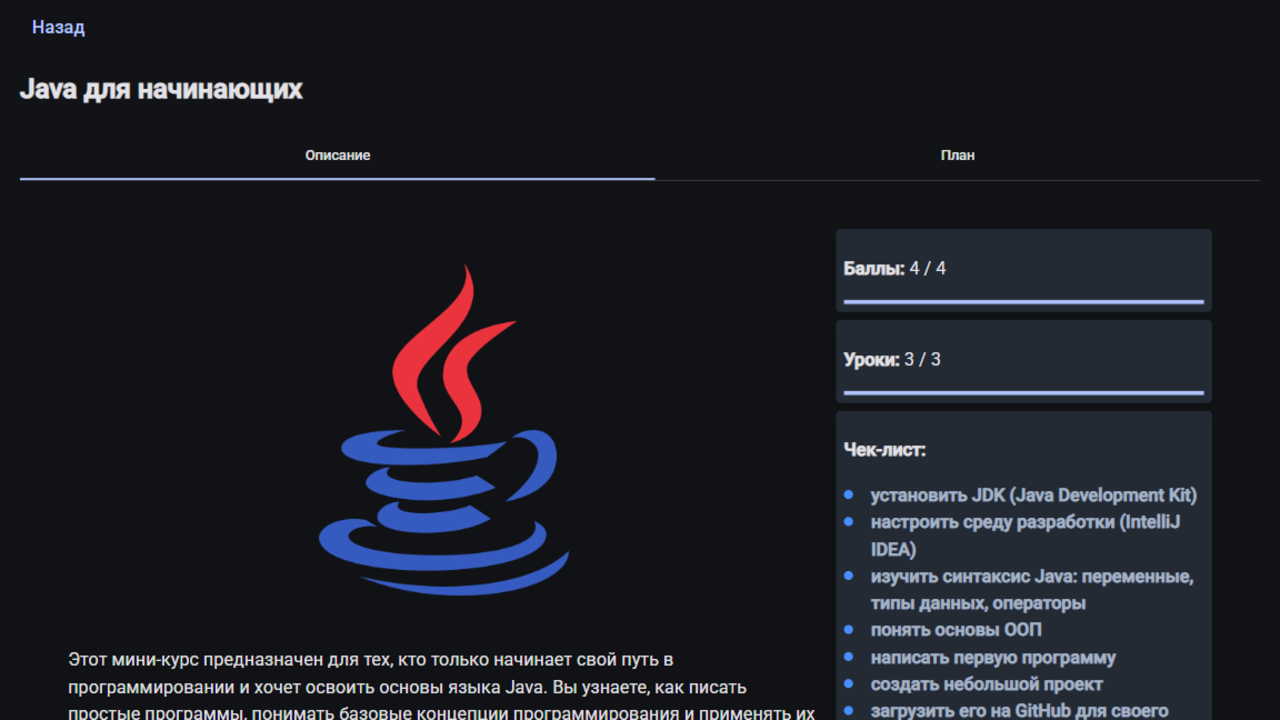 Назад
Java для начинающих
Описание
План
Этот мини-курс предназначен для тех, кто только начинает свой путь в
программировании и хочет освоить основы языка Java. Вы узнаете, как писать
простые программы, понимать базовые концепции программирования и применять их
Баллы: 4 / 4
Уроки: 3 / 3
Чек-лист:
установить JDK (Java Development Kit)
настроить среду разработки (IntelliJ
IDEA)
изучить синтаксис Java: переменные,
типы данных, операторы
понять основы ООП
написать первую программу
создать небольшой проект
загрузить его на GitHub для своего